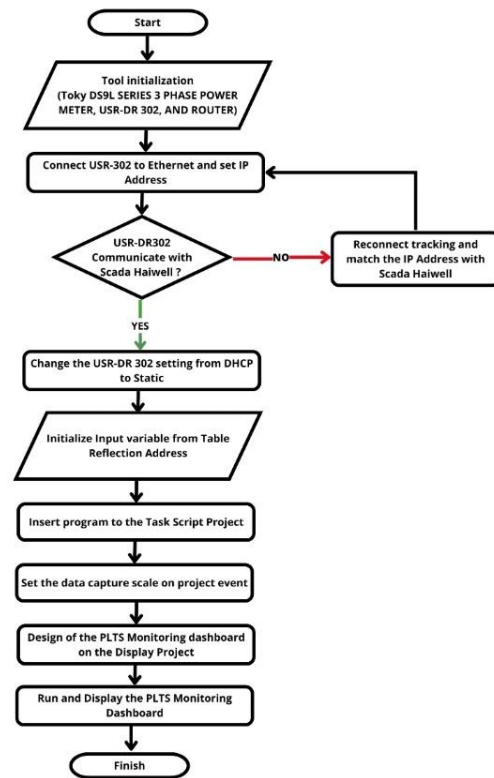 Start
Tool initialization
(Toky DS9L SERIES 3 PHASE POWER
METER, USR-DR 302, AND ROUTER)
Connect USR-302 to Ethernet and set IP
Address
USR-DR302
Communicate with
Scada Haiwell ?
NO
Reconnect tracking and
match the IP Address with
Scada Haiwell
YES
Change the USR-DR 302 setting from DHCP
to Static
Initialize Input variable from Table
Reflection Address
Insert program to the Task Script Project
Set the data capture scale on project event
Design of the PLTS Monitoring dashboard
on the Display Project
Run and Display the PLTS Monitoring
Dashboard
Finish